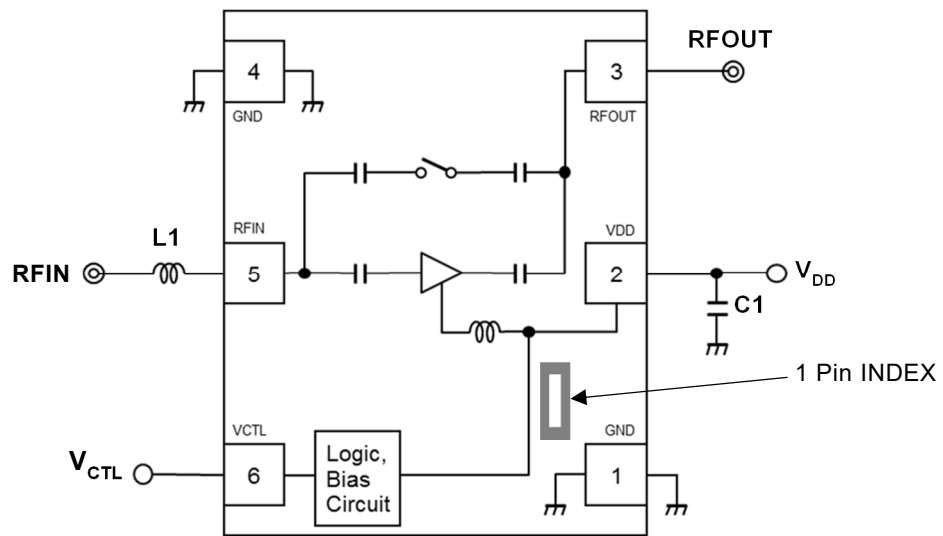 RFOUT
4
GND
3
RFOUT
L1
RFIN
RFIN
5
VDD
2
VDD
C1
1 Pin INDEX
VCTL
VCTL
6
Logic,
Bias
Circuit
GND
1